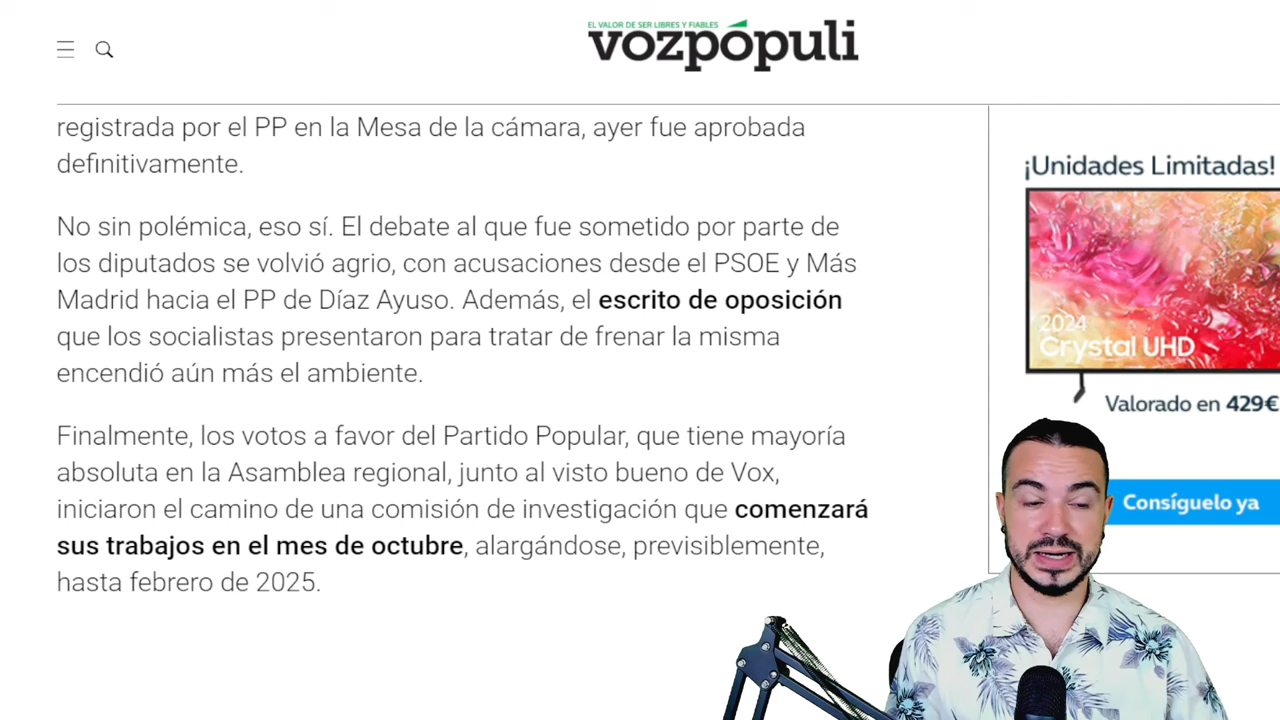 EL VALOR DE SER LIBRES Y FIABLES
vozpópuli
registrada por el PP en la Mesa de la cámara, ayer fue aprobada
definitivamente.
No sin polémica, eso sí. El debate al que fue sometido por parte de
los diputados se volvió agrio, con acusaciones desde el PSOE y Más
Madrid hacia el PP de Díaz Ayuso. Además, el escrito de oposición
que los socialistas presentaron para tratar de frenar la misma
encendió aún más el ambiente.
Finalmente, los votos a favor del Partido Popular, que tiene mayoría
absoluta en la Asamblea regional, junto al visto bueno de Vox,
iniciaron el camino de una comisión de investigación que comenzará
sus trabajos en el mes de octubre, alargándose, previsiblemente,
hasta febrero de 2025.
¡Unidades Limitadas!
2024
Crystal UHD
Valorado en 429€
Consíguelo ya